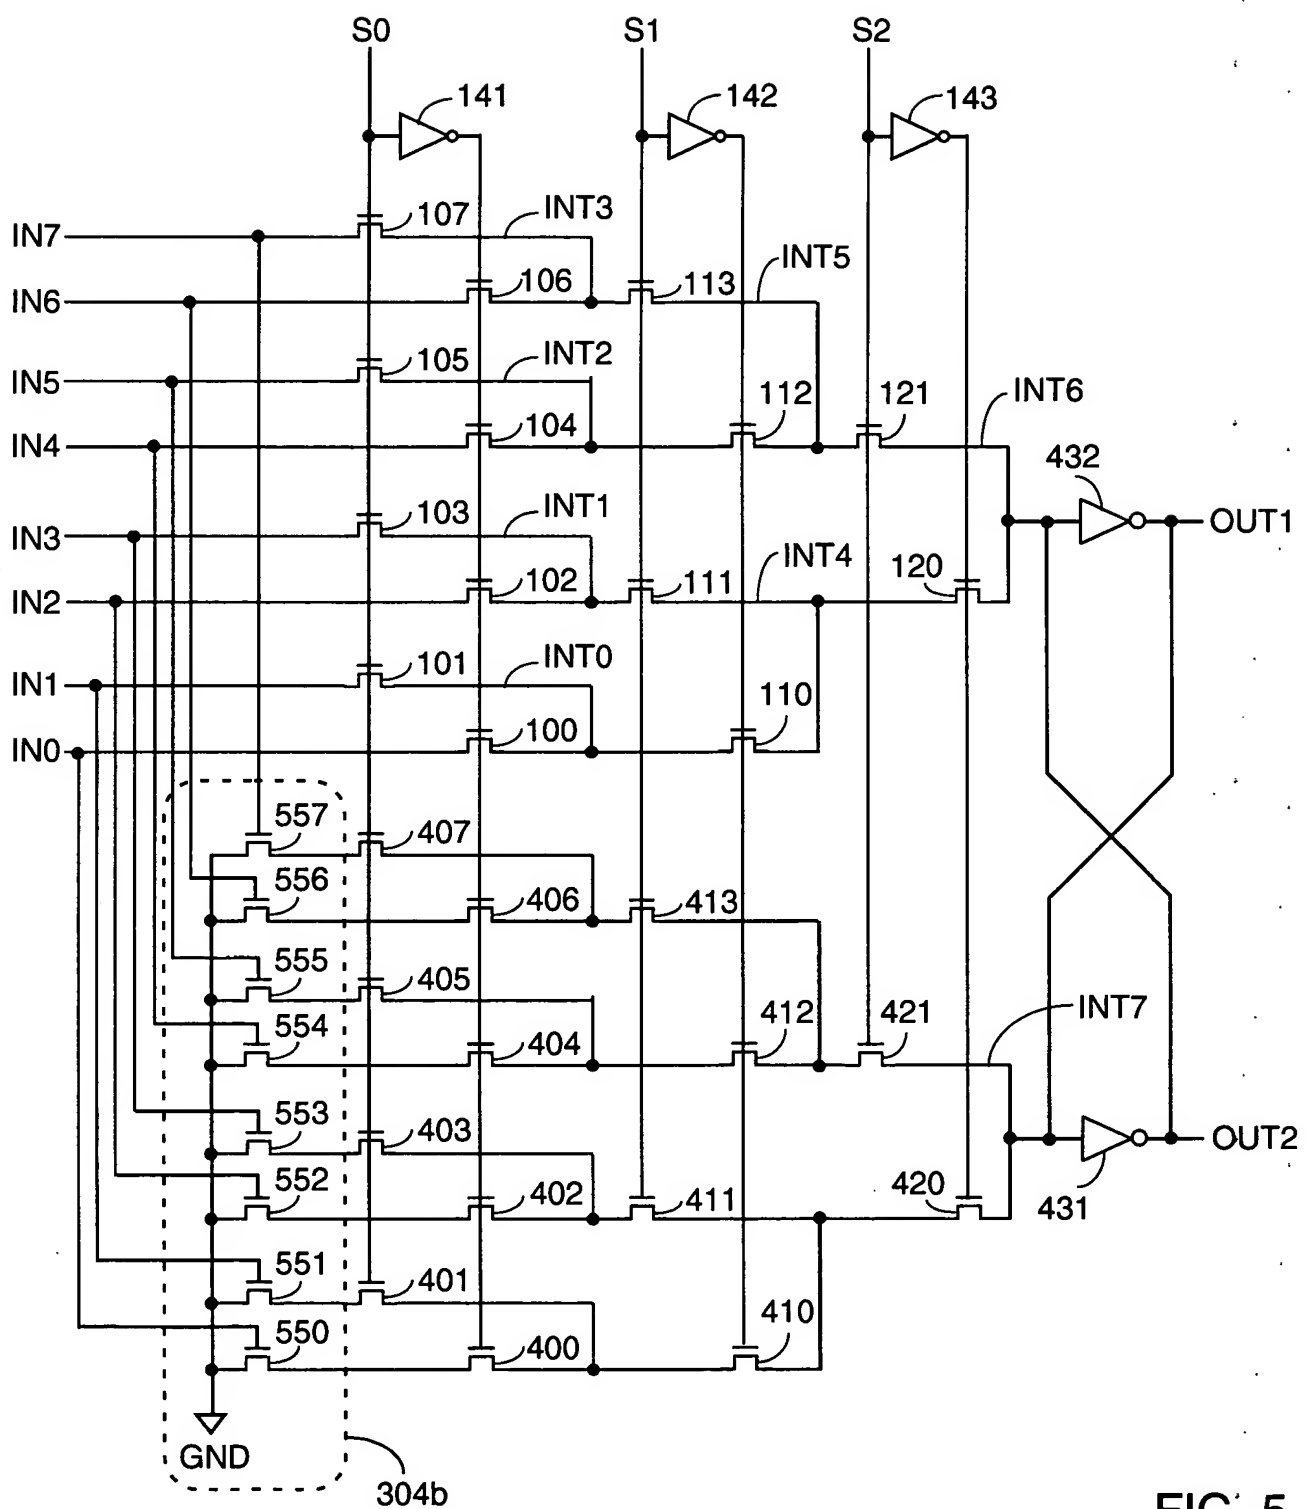 S0 S1 S2
141 142 143
IN7 107 INT3
IN6 106 113 INT5
IN5 105 INT2
IN4 104 112 121 INT6
432
OUT1
IN3 103 INT1
IN2 102 111 INT4 120
IN1 101 INT0
IN0 100 110
557 407
556 406 413
555 405
554 404 412 421 INT7
553 403
OUT2
552 402 411 420 431
551 401
550 400 410
GND
304b
FIG. 5